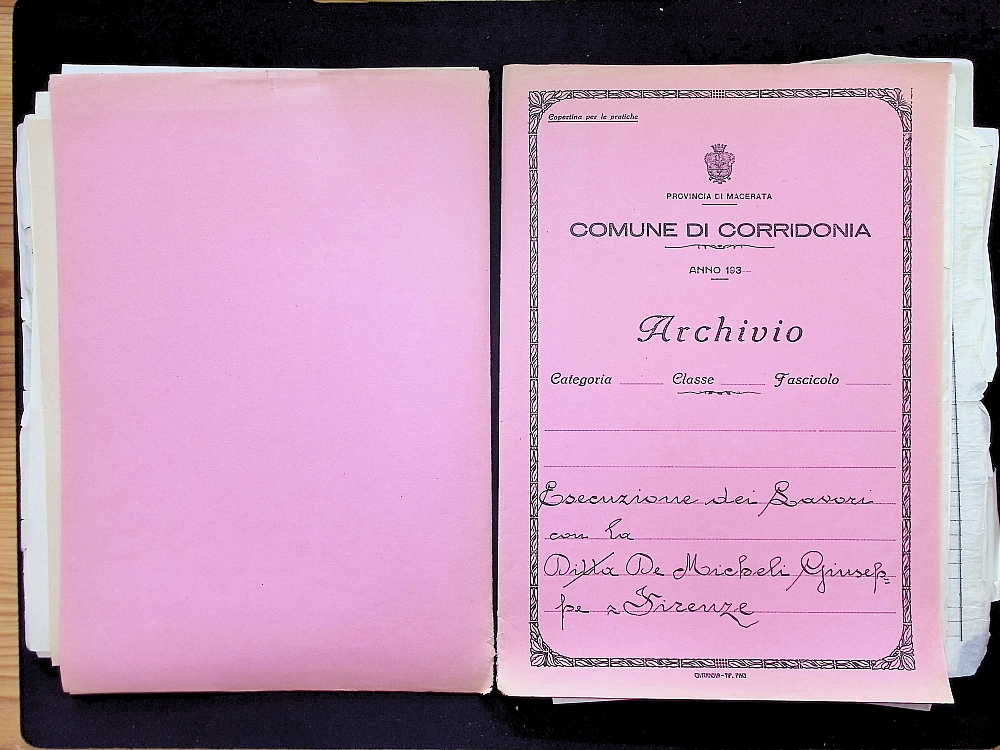 Copertina per le pratiche
PROVINCIA DI MACERATA
COMUNE DI CORRIDONIA
ANNO 193
Archivio
Categoria Classe Fascicolo
Esecuzione dei Lavori
con la
Ditta De Micheli Giusep=
pe ~ Firenze